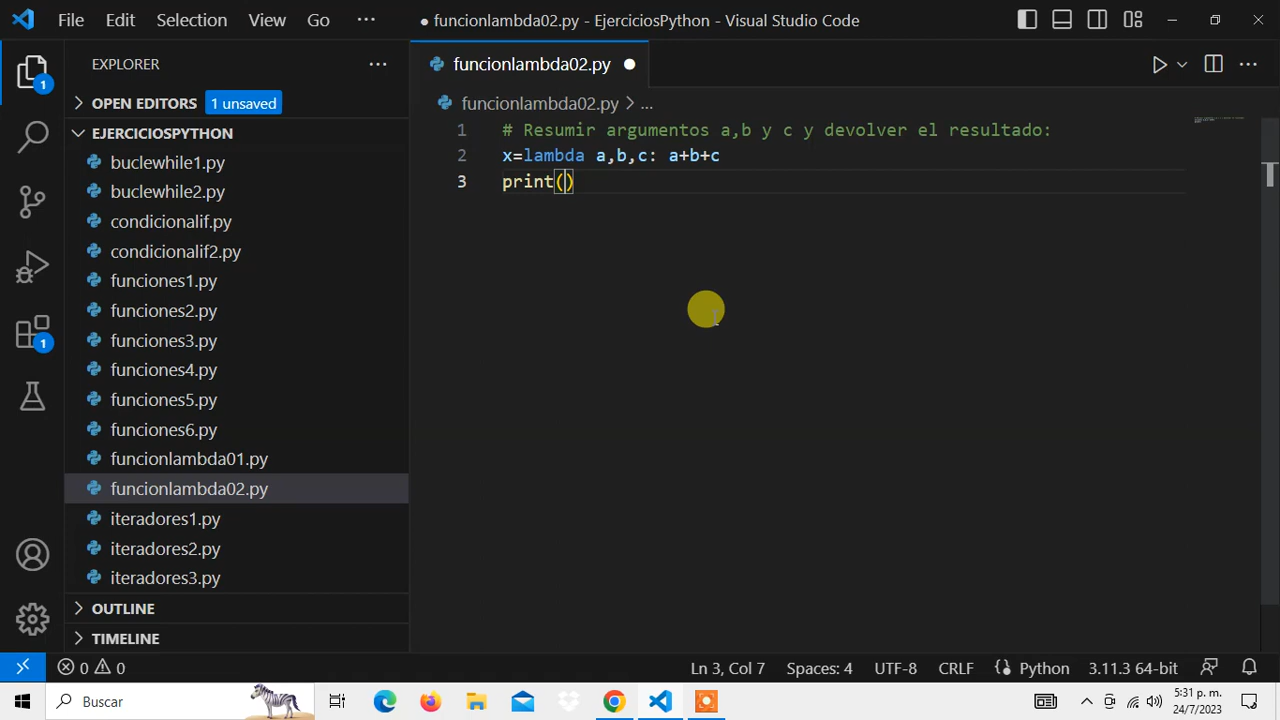 File Edit Selection View Go ··· ● funcionlambda02.py - EjerciciosPython - Visual Studio Code
EXPLORER ···
OPEN EDITORS 1 unsaved
EJERCICIOSPYTHON
buclewhile1.py
buclewhile2.py
condicionalif.py
condicionalif2.py
funciones1.py
funciones2.py
funciones3.py
funciones4.py
funciones5.py
funciones6.py
funcionlambda01.py
funcionlambda02.py
iteradores1.py
iteradores2.py
iteradores3.py
OUTLINE
TIMELINE
1
1
funcionlambda02.py ●
funcionlambda02.py > ...
1 # Resumir argumentos a,b y c y devolver el resultado:
2 x=lambda a,b,c: a+b+c
3 print()
0 0 Ln 3, Col 7 Spaces: 4 UTF-8 CRLF Python 3.11.3 64-bit
Buscar 5:31 p. m.
24/7/2023